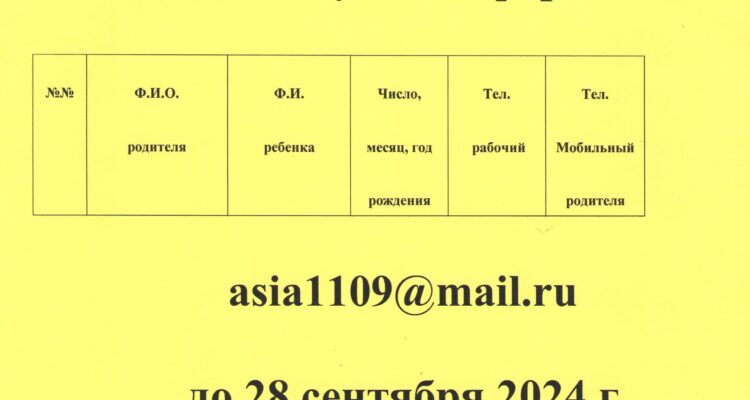 №№ Ф.И.О. Ф.И. Число, Тел. Тел.
родителя ребенка месяц, год рабочий Мобильный
рождения родителя
asia1109@mail.ru
до 28 сентября 2024 г